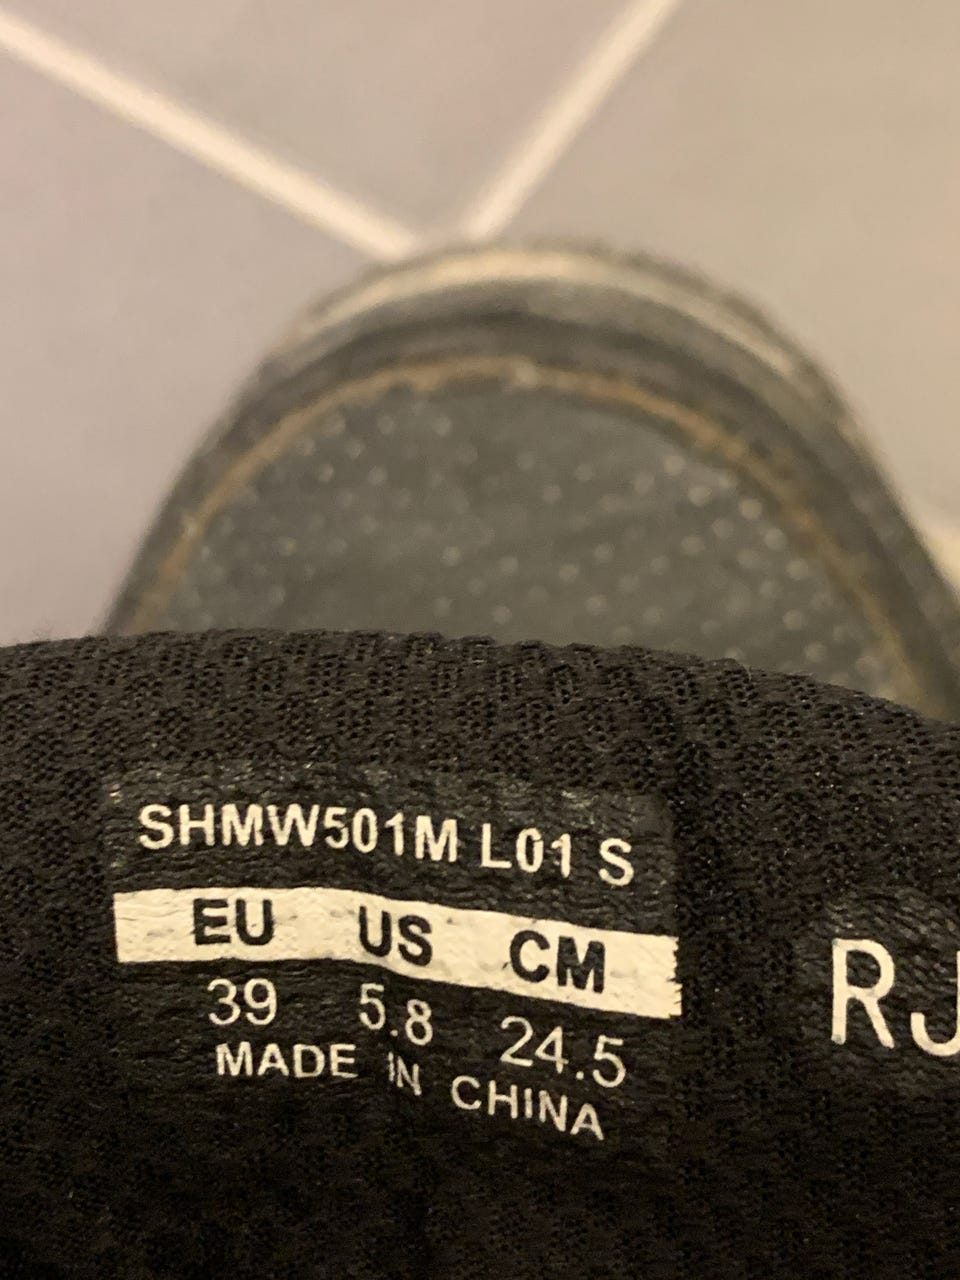 SHMW501M L01 S
EU US CM
39 5.8 24.5
MADE IN CHINA
RJ